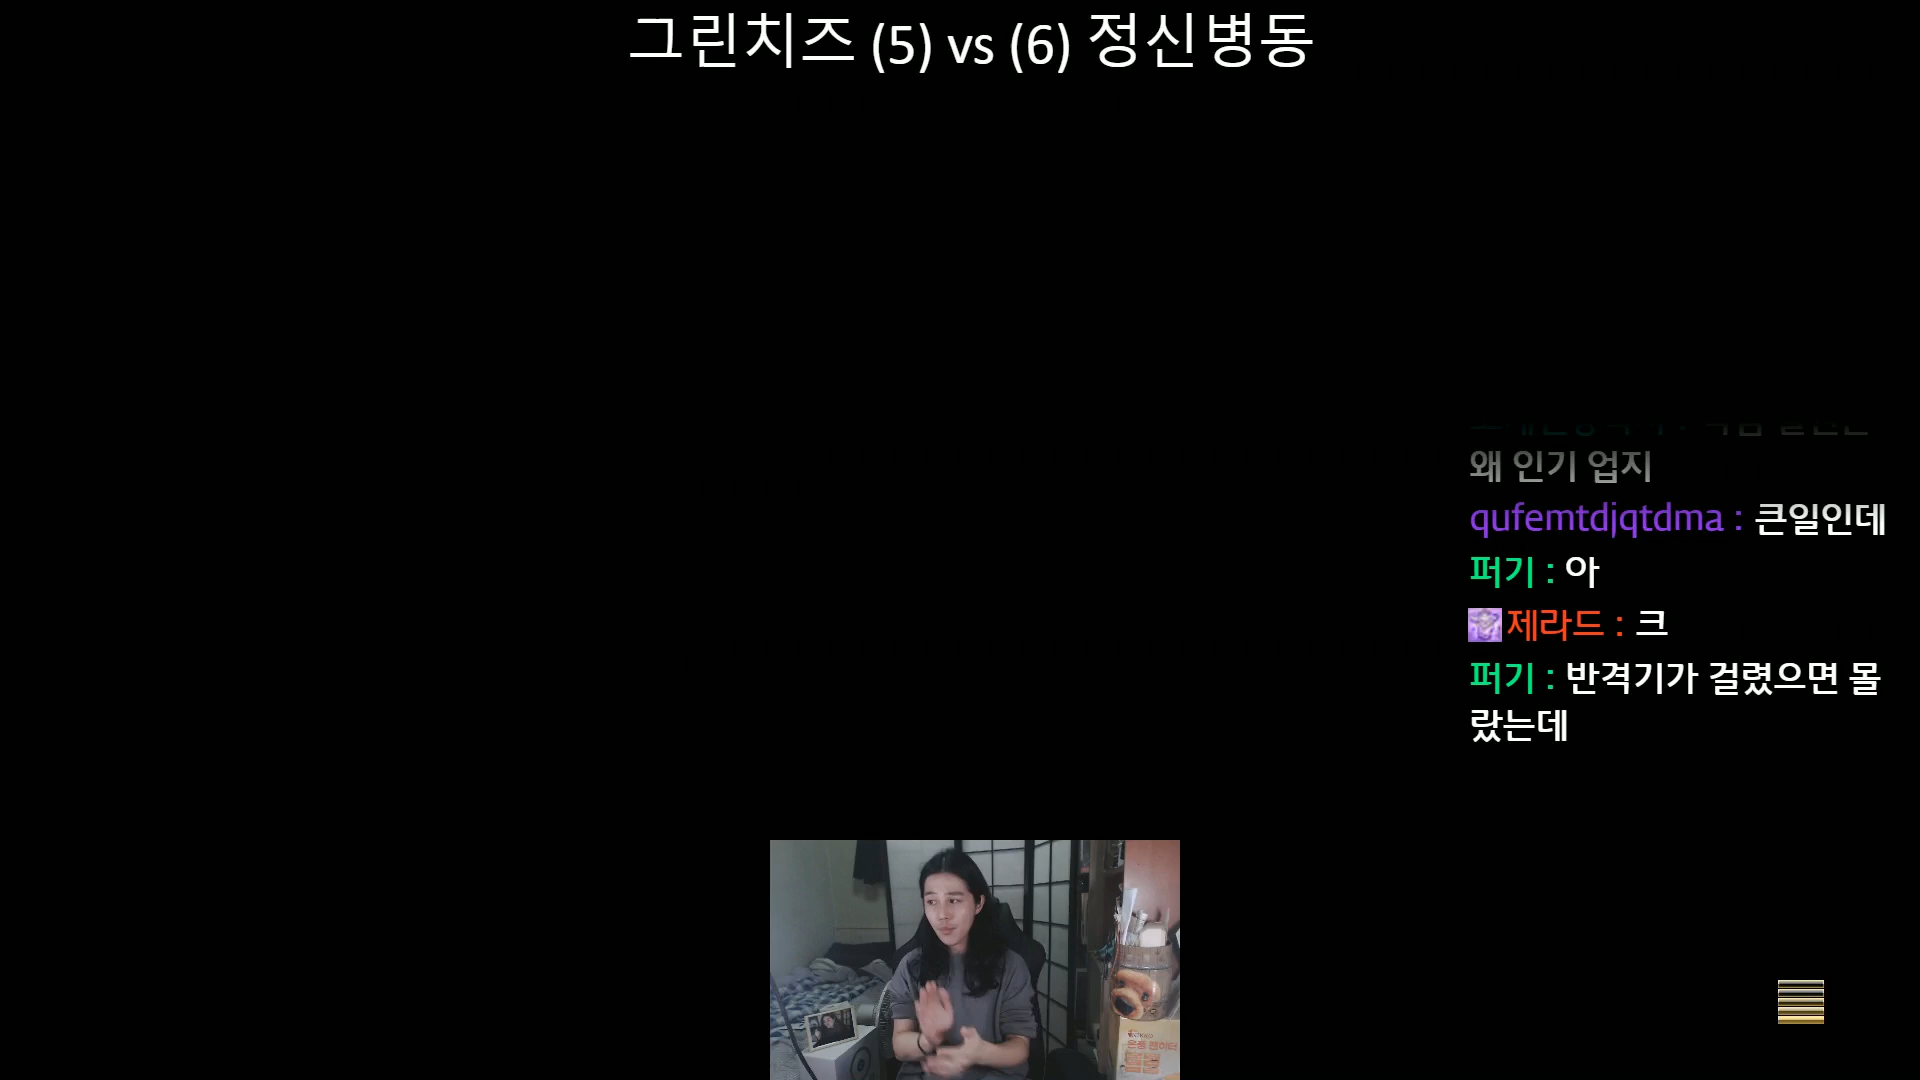 그린치즈 (5) vs (6) 정신병동
왜 인기 업지
qufemtdjqtdma : 큰일인데
퍼기 : 아
제라드 : 크
퍼기 : 반격기가 걸렸으면 몰
랐는데